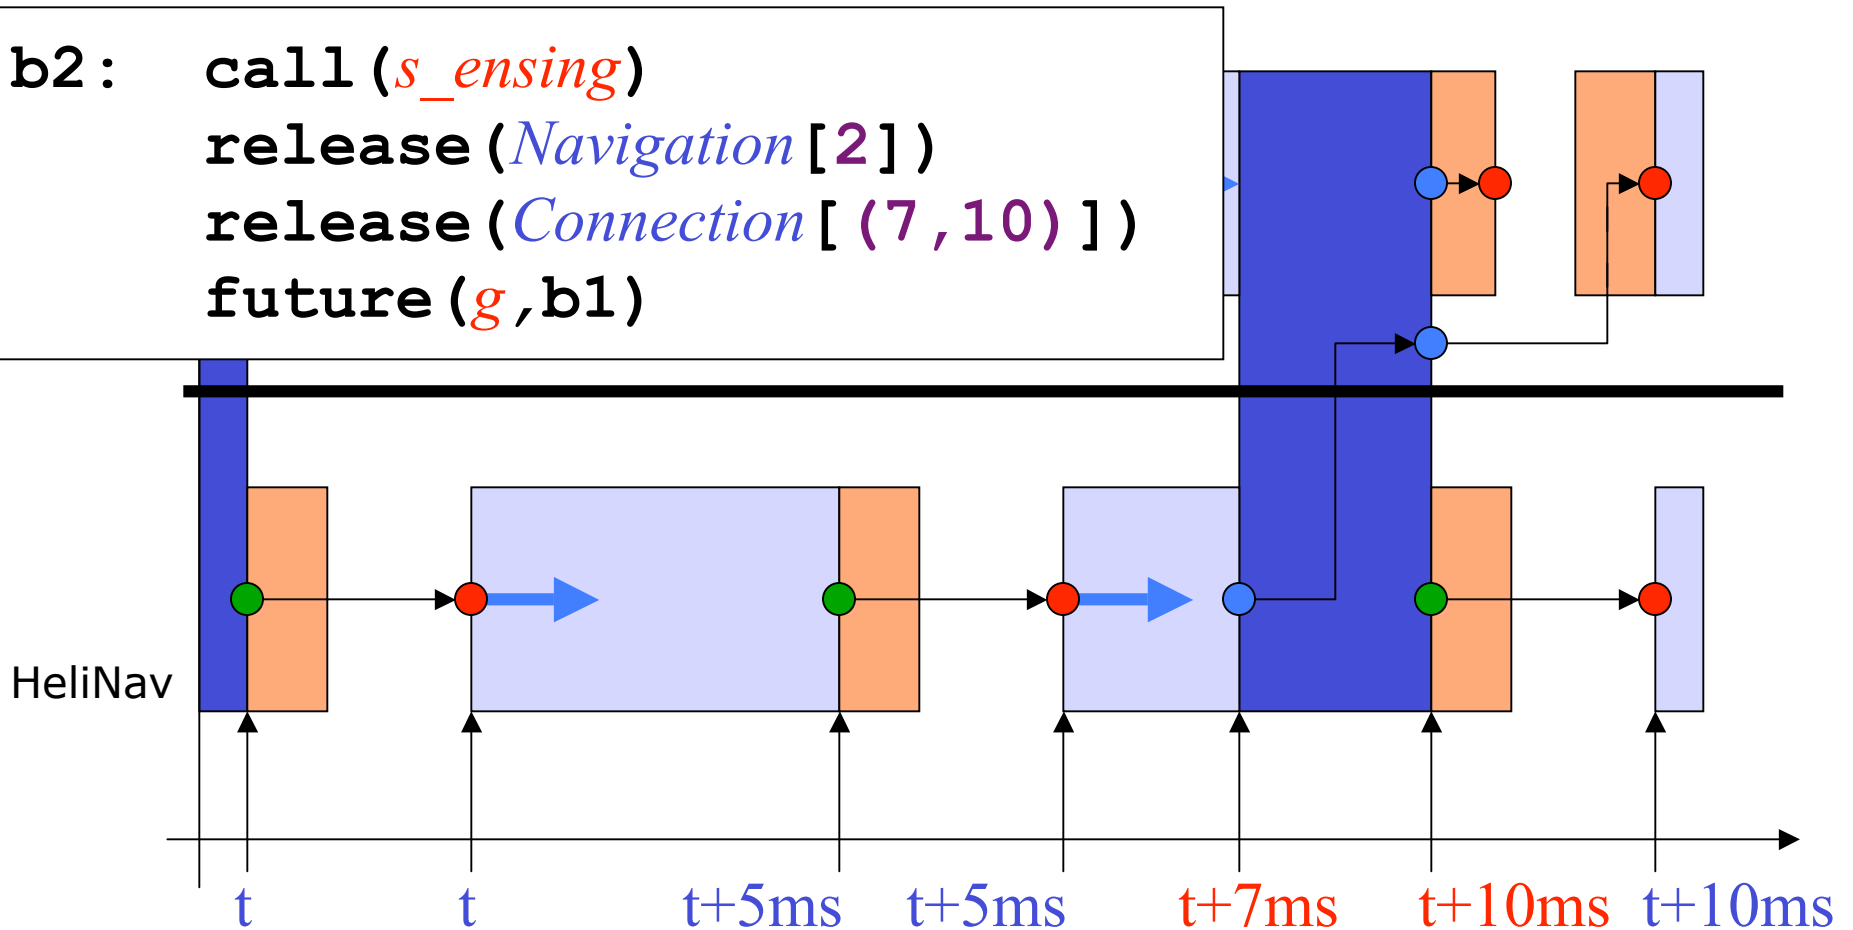 b2: call(s_ensing)
release(Navigation[2])
release(Connection[(7,10)])
future(g,b1)
HeliNav
t t t+5ms t+5ms t+7ms t+10ms t+10ms